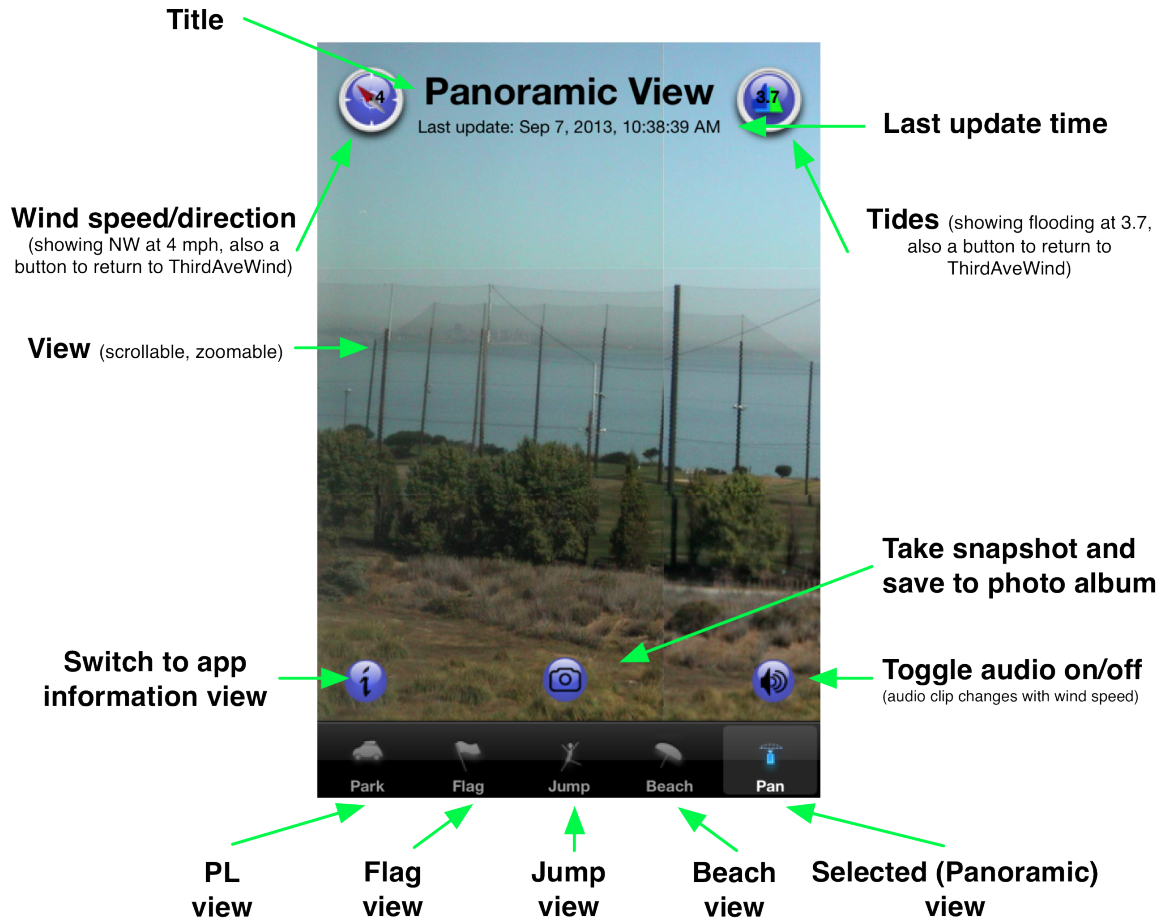 Title
4
Panoramic View
3.7
Last update: Sep 7, 2013, 10:38:39 AM
Last update time
Wind speed/direction
(showing NW at 4 mph, also a
button to return to ThirdAveWind)
Tides (showing flooding at 3.7,
also a button to return to
ThirdAveWind)
View (scrollable, zoomable)
Take snapshot and
save to photo album
Switch to app
information view
i
Toggle audio on/off
(audio clip changes with wind speed)
Park
Flag
Jump
Beach
Pan
PL
view
Flag
view
Jump
view
Beach
view
Selected (Panoramic)
view